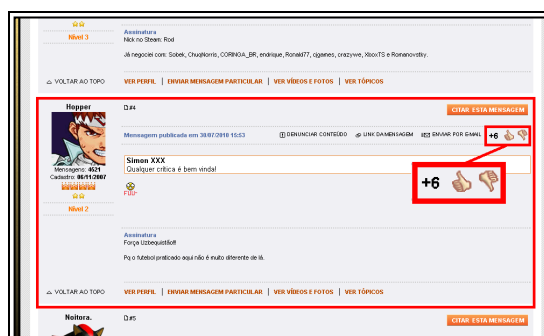 Nível 3
Assinatura
Nick no Steam: Rod
Já negociei com: Sobek, ChuqNorris, CORINGA_BR, endrique, Ronald77, cjgames, crazywe, XboxTS e Romanovstky.
VOLTAR AO TOPO
VER PERFIL | ENVIAR MENSAGEM PARTICULAR | VER VÍDEOS E FOTOS | VER TÓPICOS
Hopper
#4
CITAR ESTA MENSAGEM
Mensagem publicada em 30/07/2010 15:53
DENUNCIAR CONTEÚDO
LINK DA MENSAGEM
ENVIAR POR E-MAIL
+6
Simon XXX
Qualquer crítica é bem vinda!
+6
Mensagens: 4521
Cadastro: 06/11/2007
Nível 2
Assinatura
Força Uzbequistão!!
Pq o futebol praticado aqui não é muito diferente de lá.
VOLTAR AO TOPO
VER PERFIL | ENVIAR MENSAGEM PARTICULAR | VER VÍDEOS E FOTOS | VER TÓPICOS
Noitora.
#5
CITAR ESTA MENSAGEM